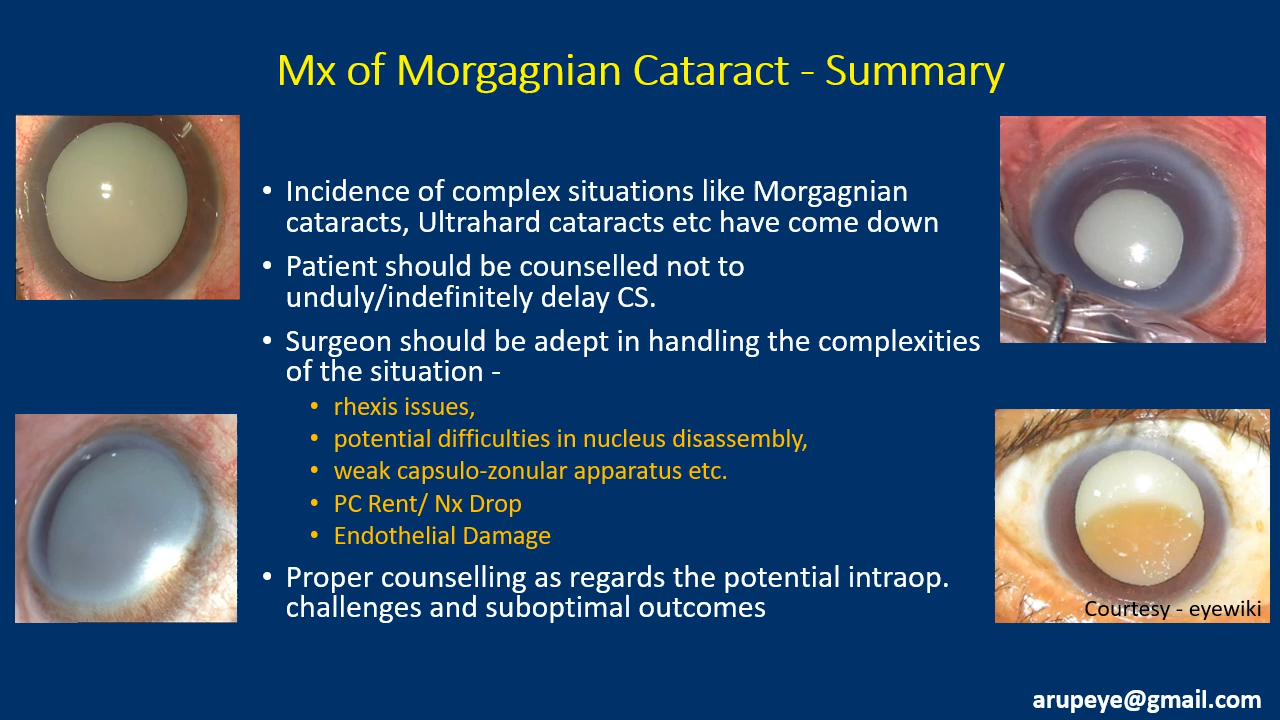 Mx of Morgagnian Cataract - Summary
• Incidence of complex situations like Morgagnian
cataracts, Ultrahard cataracts etc have come down
• Patient should be counselled not to
unduly/indefinitely delay CS.
• Surgeon should be adept in handling the complexities
of the situation -
• rhexis issues,
• potential difficulties in nucleus disassembly,
• weak capsulo-zonular apparatus etc.
• PC Rent/ Nx Drop
• Endothelial Damage
• Proper counselling as regards the potential intraop.
challenges and suboptimal outcomes
Courtesy - eyewiki
arupeye@gmail.com